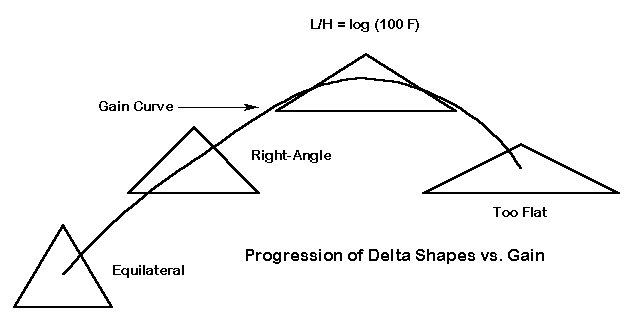 L/H = log (100 F)
Gain Curve
Right-Angle
Too Flat
Progression of Delta Shapes vs. Gain
Equilateral